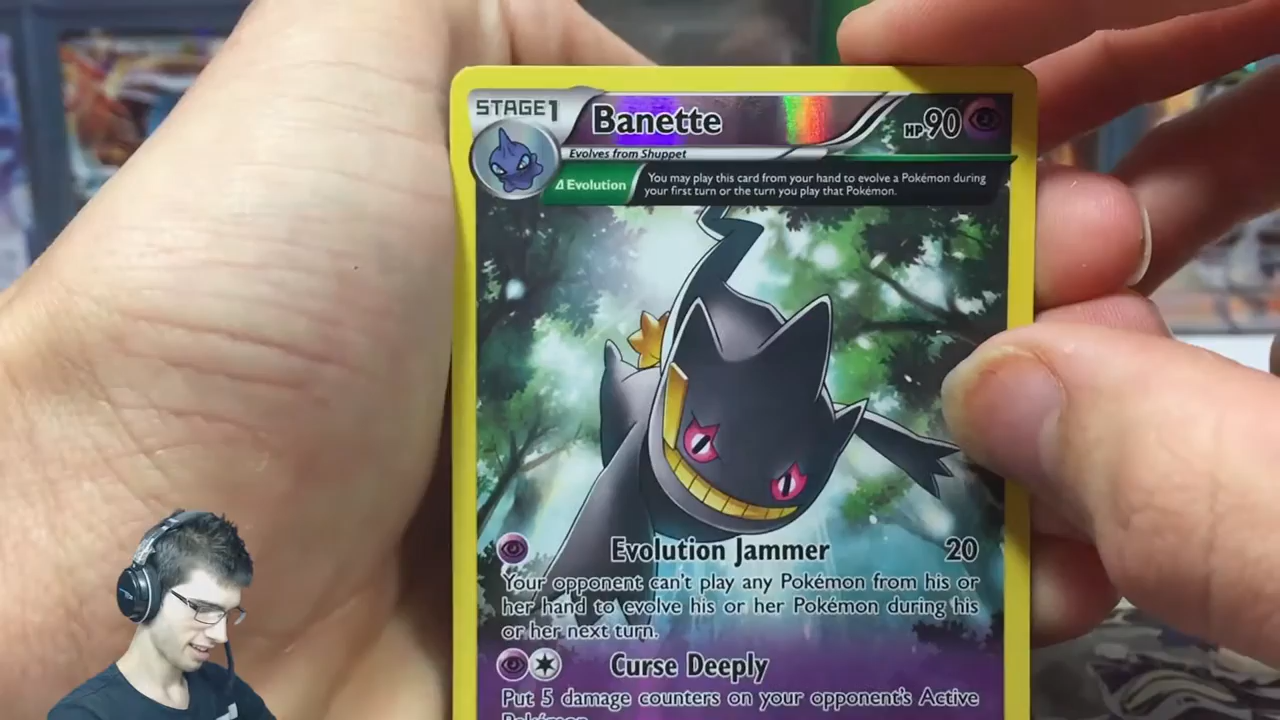 STAGE1
Banette
HP90
Evolves from Shuppet
Δ Evolution
You may play this card from your hand to evolve a Pokémon during
your first turn or the turn you play that Pokémon.
Evolution Jammer 20
Your opponent can't play any Pokémon from his or
her hand to evolve his or her Pokémon during his
or her next turn.
Curse Deeply
Put 5 damage counters on your opponent's Active
Pokémon.